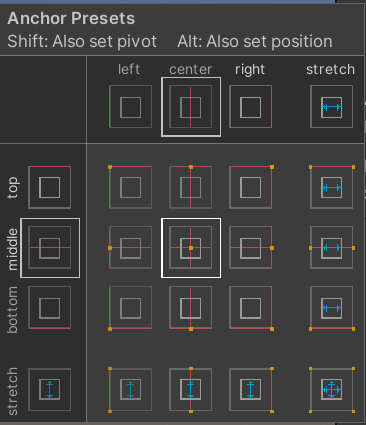 Anchor Presets
Shift: Also set pivot Alt: Also set position
left center right stretch
top
middle
bottom
stretch